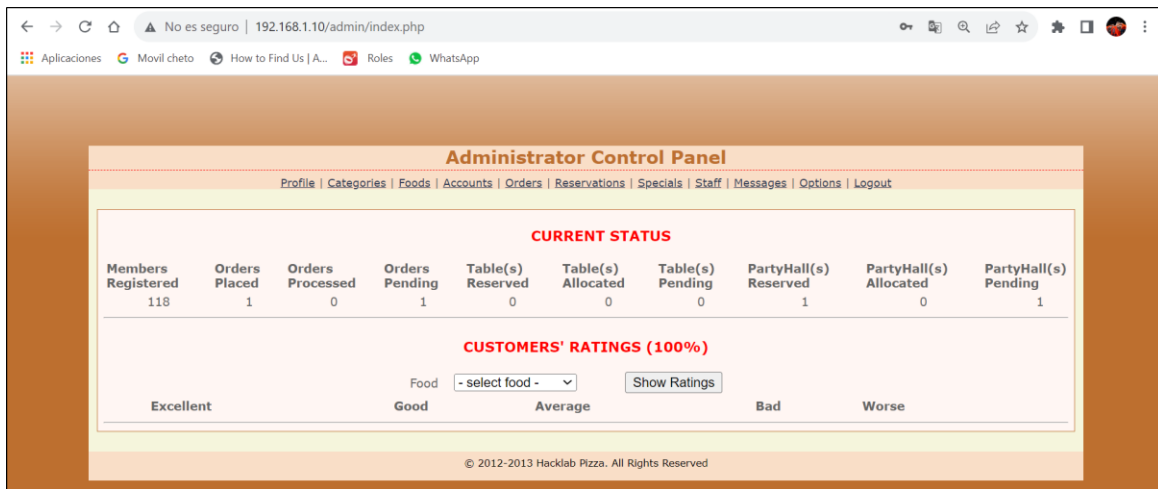 No es seguro | 192.168.1.10/admin/index.php
Aplicaciones Movil cheto How to Find Us | A... Roles WhatsApp
Administrator Control Panel
Profile | Categories | Foods | Accounts | Orders | Reservations | Specials | Staff | Messages | Options | Logout
CURRENT STATUS
Members Registered Orders Placed Orders Processed Orders Pending Table(s) Reserved Table(s) Allocated Table(s) Pending PartyHall(s) Reserved PartyHall(s) Allocated PartyHall(s) Pending
118 1 0 1 0 0 0 1 0 1
CUSTOMERS' RATINGS (100%)
Food - select food - Show Ratings
Excellent Good Average Bad Worse
© 2012-2013 Hacklab Pizza. All Rights Reserved